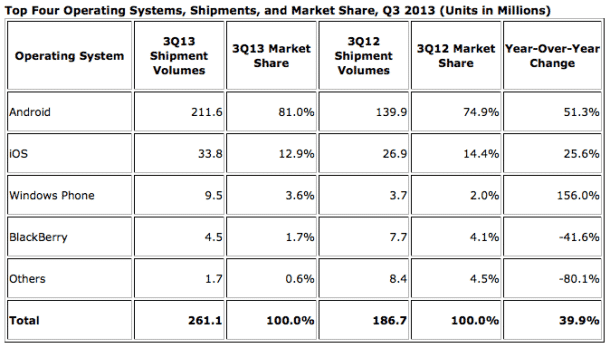 Top Four Operating Systems, Shipments, and Market Share, Q3 2013 (Units in Millions)
Operating System 3Q13 Shipment Volumes 3Q13 Market Share 3Q12 Shipment Volumes 3Q12 Market Share Year-Over-Year Change
Android 211.6 81.0% 139.9 74.9% 51.3%
iOS 33.8 12.9% 26.9 14.4% 25.6%
Windows Phone 9.5 3.6% 3.7 2.0% 156.0%
BlackBerry 4.5 1.7% 7.7 4.1% -41.6%
Others 1.7 0.6% 8.4 4.5% -80.1%
Total 261.1 100.0% 186.7 100.0% 39.9%